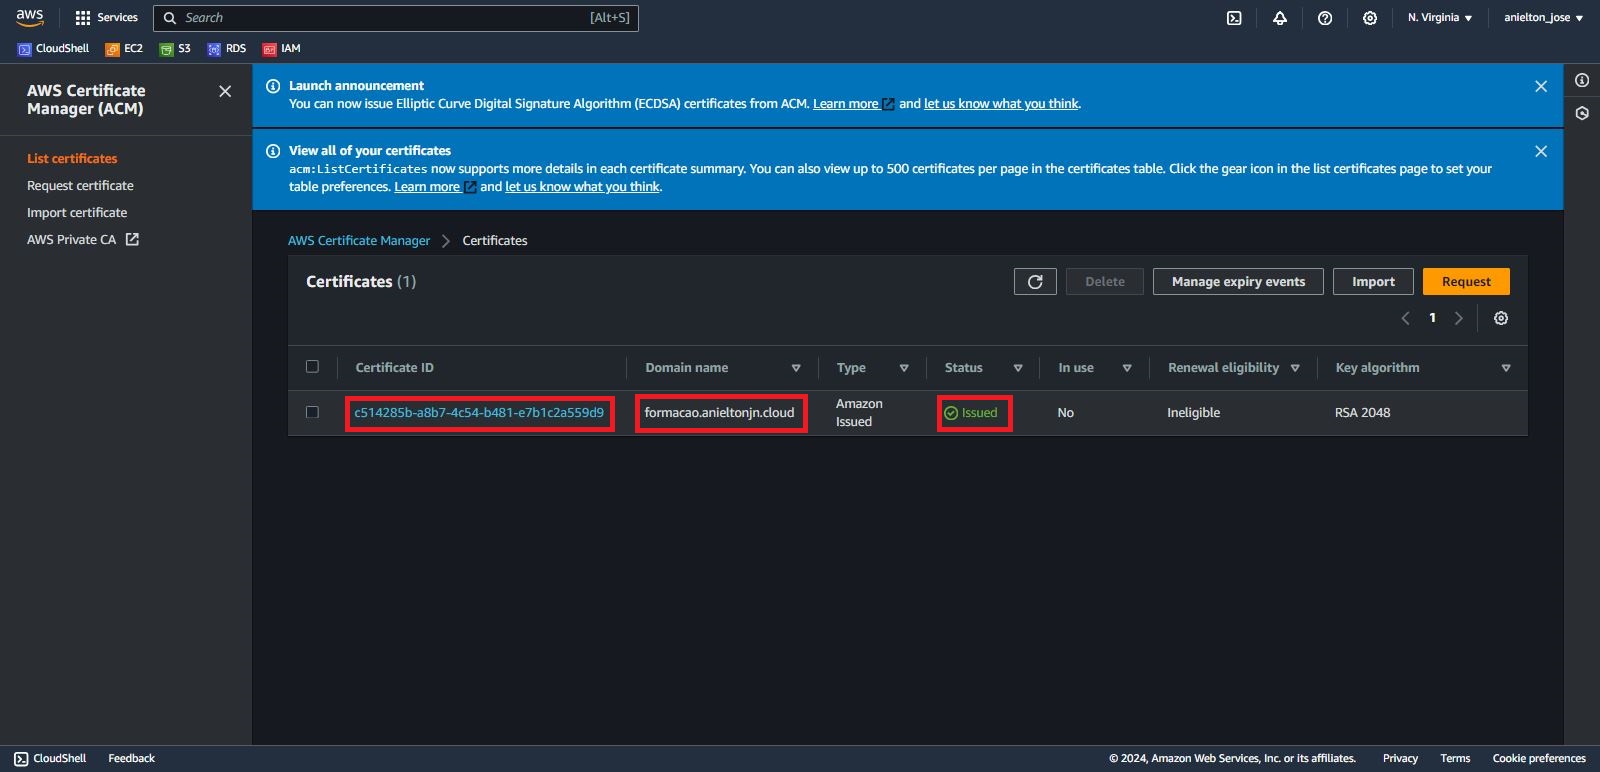 aws
Services
Search
[Alt+S]
N. Virginia
anielton_jose
CloudShell
EC2
S3
RDS
IAM
AWS Certificate
Manager (ACM)
List certificates
Request certificate
Import certificate
AWS Private CA
Launch announcement
You can now issue Elliptic Curve Digital Signature Algorithm (ECDSA) certificates from ACM. Learn more and let us know what you think.
View all of your certificates
acm:ListCertificates now supports more details in each certificate summary. You can also view up to 500 certificates per page in the certificates table. Click the gear icon in the list certificates page to set your
table preferences. Learn more and let us know what you think.
AWS Certificate Manager
Certificates
Certificates (1)
Delete
Manage expiry events
Import
Request
1
Certificate ID
Domain name
Type
Status
In use
Renewal eligibility
Key algorithm
c514285b-a8b7-4c54-b481-e7b1c2a559d9
formacao.anieltonjn.cloud
Amazon
Issued
Issued
No
Ineligible
RSA 2048
CloudShell
Feedback
© 2024, Amazon Web Services, Inc. or its affiliates.
Privacy
Terms
Cookie preferences